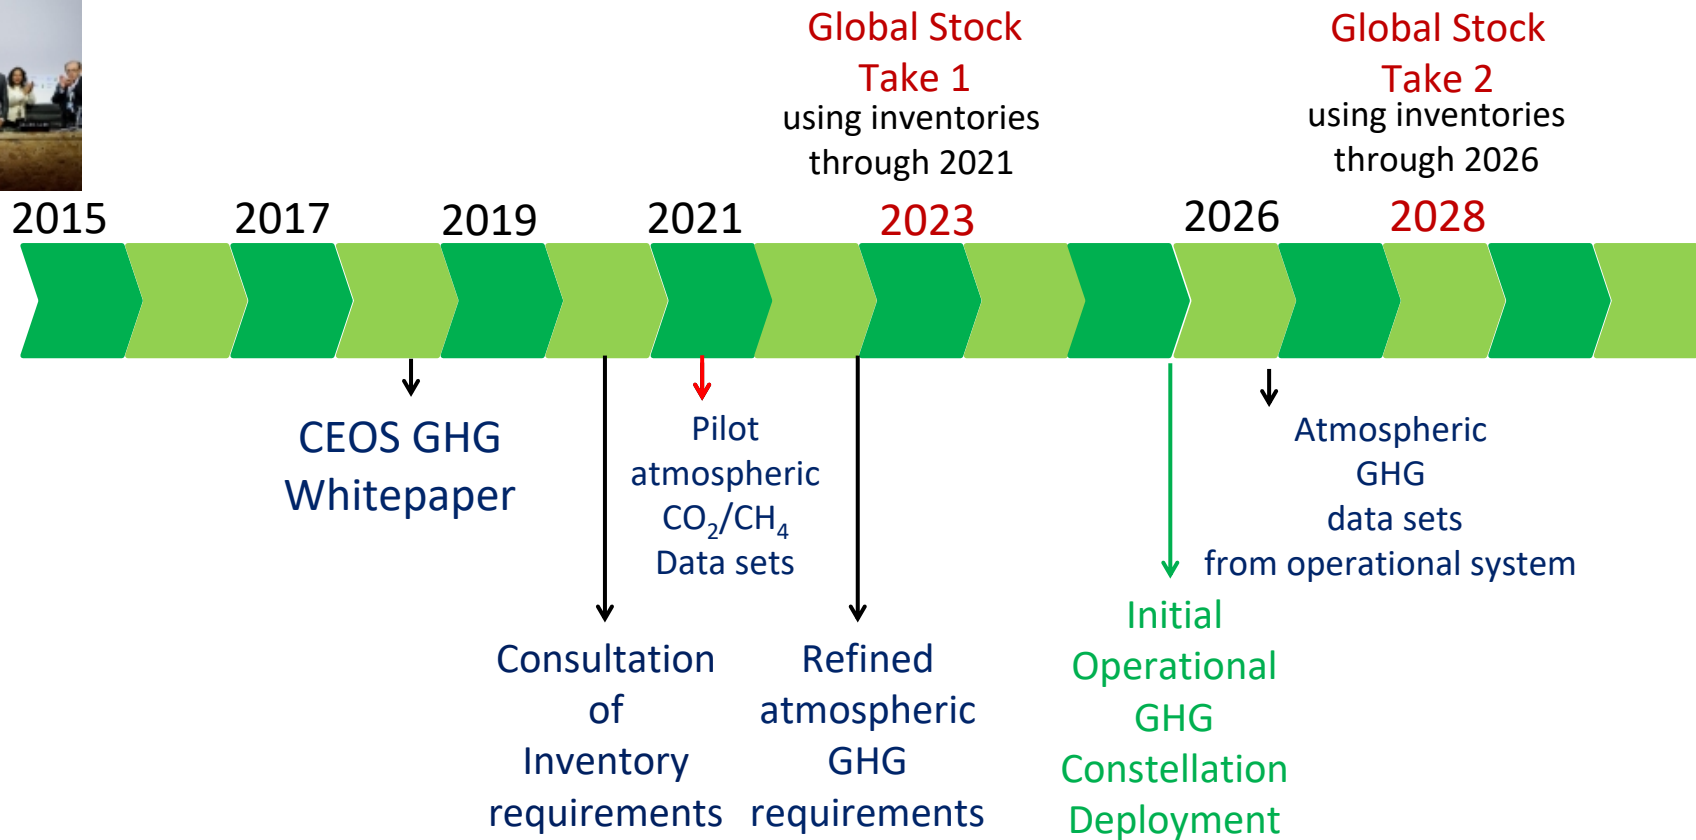 Global Stock
Take 1
using inventories
through 2021
Global Stock
Take 2
using inventories
through 2026
2015
2017
2019
2021
2023
2026
2028
CEOS GHG
Whitepaper
Consultation
of
Inventory
requirements
Pilot
atmospheric
CO₂/CH₄
Data sets
Refined
atmospheric
GHG
requirements
Initial
Operational
GHG
Constellation
Deployment
Atmospheric
GHG
data sets
from operational system